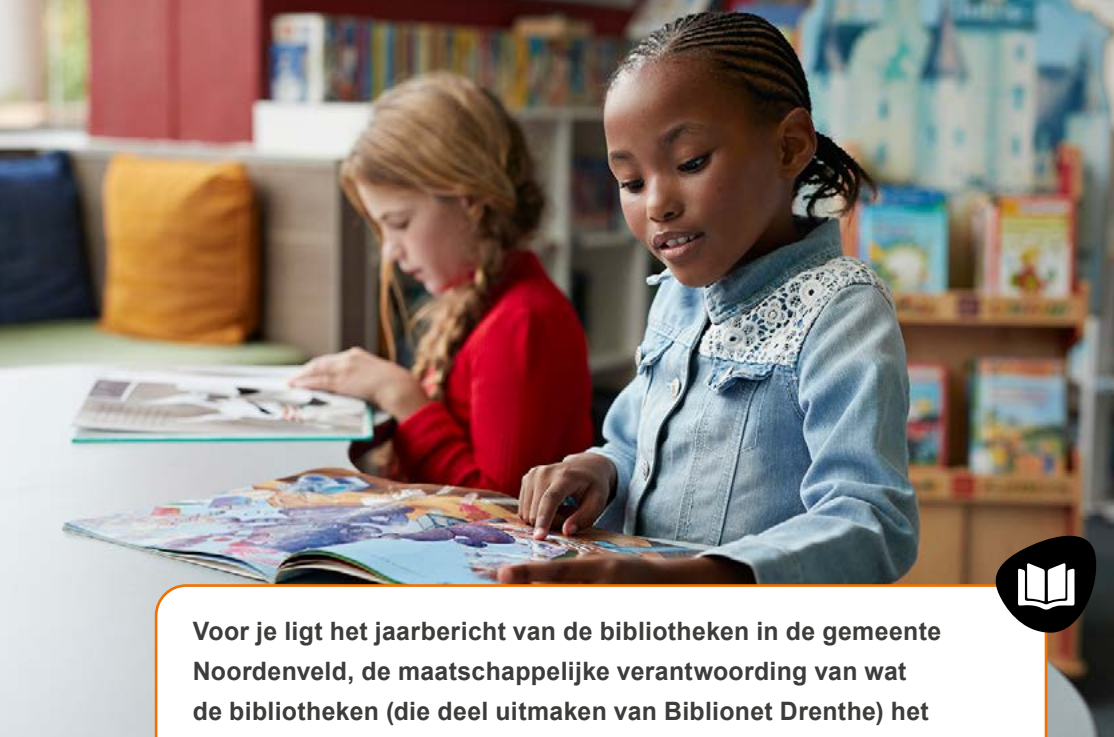 Voor je ligt het jaarbericht van de bibliotheken in de gemeente
Noordenveld, de maatschappelijke verantwoording van wat
de bibliotheken (die deel uitmaken van Biblionet Drenthe) het